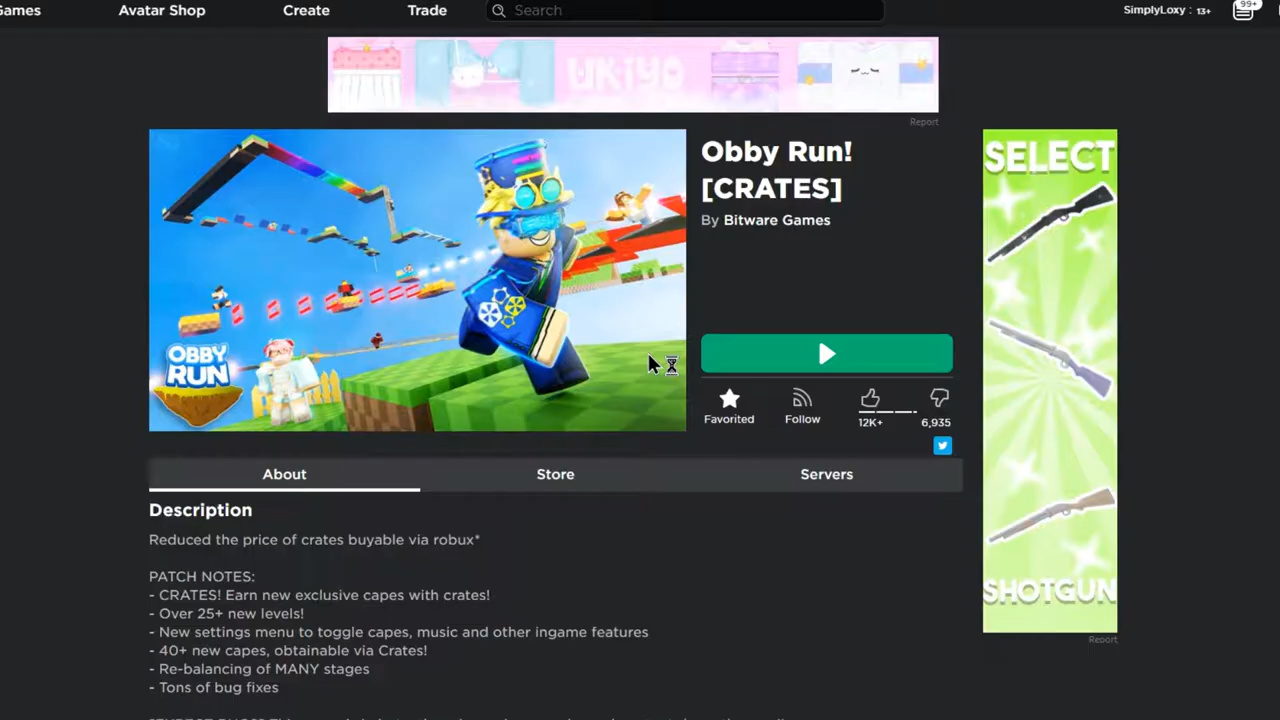 Games
Avatar Shop
Create
Trade
Search
SimplyLoxy : 13+
99+
UKIYO
Report
Obby Run!
[CRATES]
By Bitware Games
OBBY
RUN
SELECT
SHOTGUN
Report
Favorited
Follow
12K+
6,935
About
Store
Servers
Description
Reduced the price of crates buyable via robux*
PATCH NOTES:
- CRATES! Earn new exclusive capes with crates!
- Over 25+ new levels!
- New settings menu to toggle capes, music and other ingame features
- 40+ new capes, obtainable via Crates!
- Re-balancing of MANY stages
- Tons of bug fixes